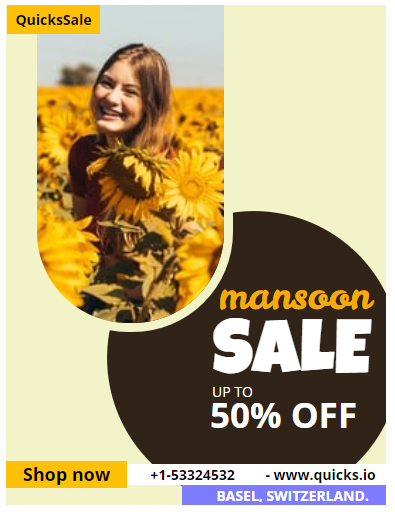 QuicksSale
mansoon
SALE
UP TO
50% OFF
Shop now
+1-53324532 - www.quicks.io
BASEL, SWITZERLAND.